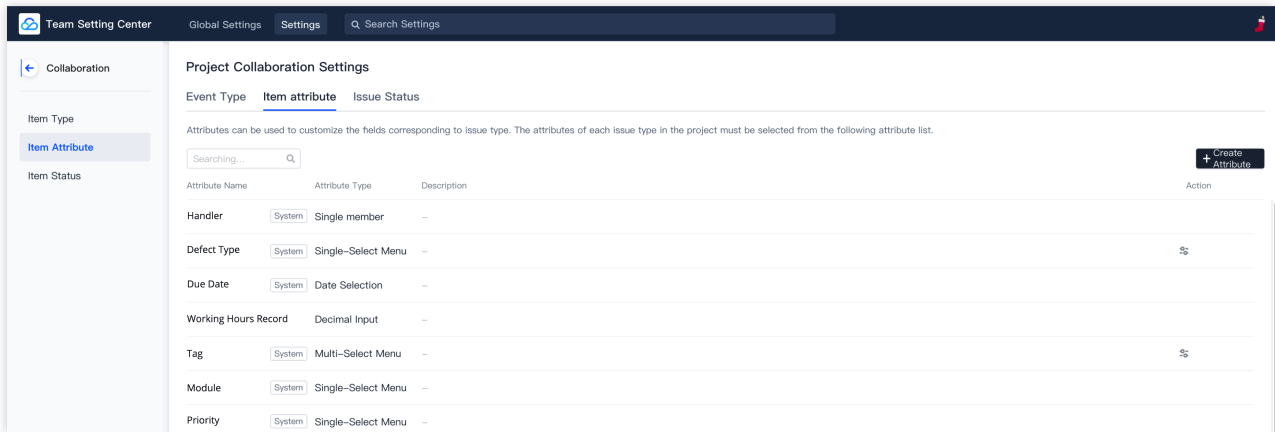 Team Setting Center Global Settings Settings Search Settings
Collaboration
Project Collaboration Settings
Event Type Item attribute Issue Status
Item Type
Item Attribute
Item Status
Attributes can be used to customize the fields corresponding to issue type. The attributes of each issue type in the project must be selected from the following attribute list.
Searching...
+ Create
Attribute
Attribute Name Attribute Type Description Action
Handler System Single member –
Defect Type System Single–Select Menu –
Due Date System Date Selection –
Working Hours Record Decimal Input –
Tag System Multi–Select Menu –
Module System Single–Select Menu –
Priority System Single–Select Menu –